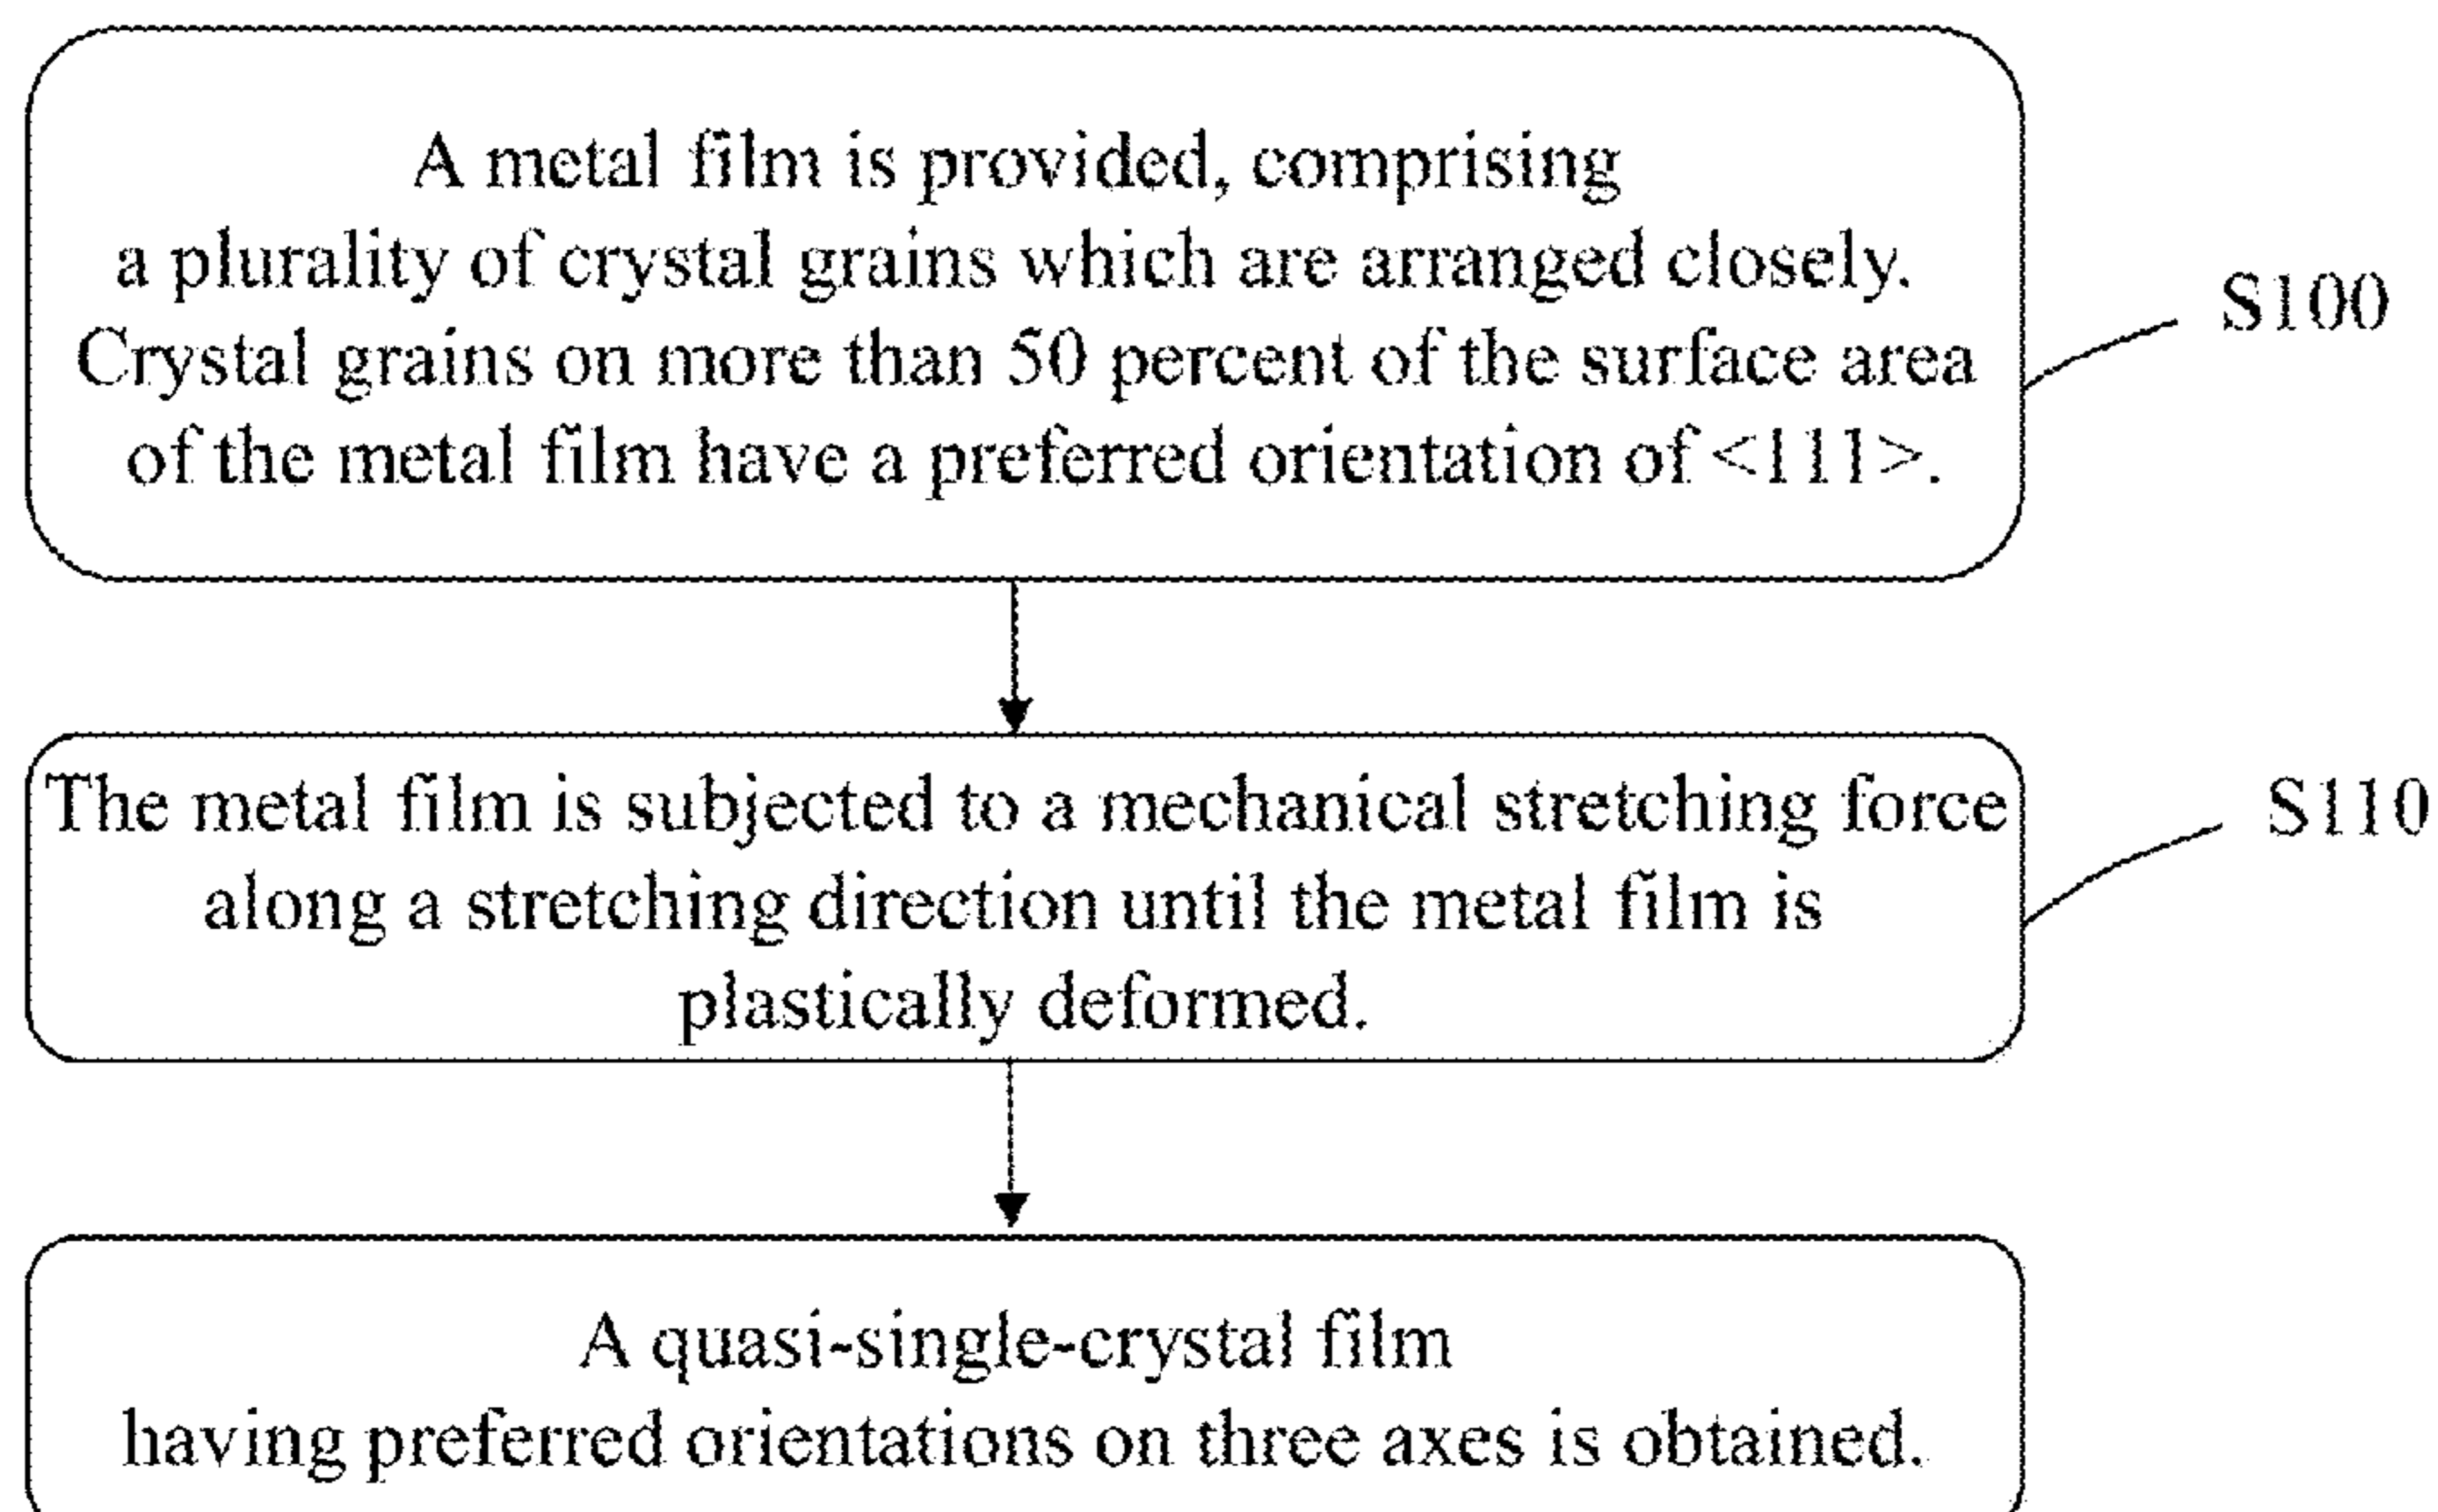 A metal film is provided, comprising
a plurality of crystal grains which are arranged closely.
Crystal grains on more than 50 percent of the surface area
of the metal film have a preferred orientation of <111>.
S100
The metal film is subjected to a mechanical stretching force
along a stretching direction until the metal film is
plastically deformed.
S110
A quasi-single-crystal film
having preferred orientations on three axes is obtained.